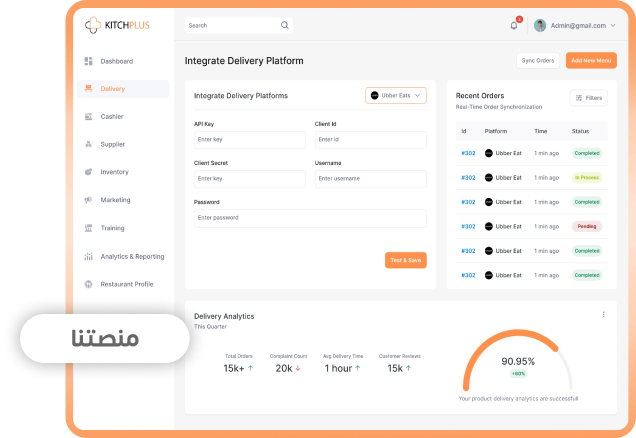 KITCHPLUS
Search
3
Admin@gmail.com
Dashboard
Delivery
Cashier
Supplier
Inventory
Marketing
Training
Analytics & Reporting
Restaurant Profile
منصتنا
Integrate Delivery Platform
Sync Orders
Add New Menu
Integrate Delivery Platforms
Ubber Eats
API Key
Client Id
Enter key
Enter id
Client Secret
Username
Enter key
Enter username
Password
Enter password
Test & Save
Recent Orders
Real-Time Order Synchronization
Filters
Id Platform Time Status
#302 Ubber Eat 1 min ago Completed
#302 Ubber Eat 1 min ago In Process
#302 Ubber Eat 1 min ago Completed
#302 Ubber Eat 1 min ago Pending
#302 Ubber Eat 1 min ago Completed
#302 Ubber Eat 1 min ago Completed
Delivery Analytics
This Quarter
Total Orders Complaint Count Avg Delivery Time Customer Reviews
15k+ ↑ 20k ↓ 1 hour ↑ 15k ↑
90.95%
+60%
Your product delivery analytics are successfull